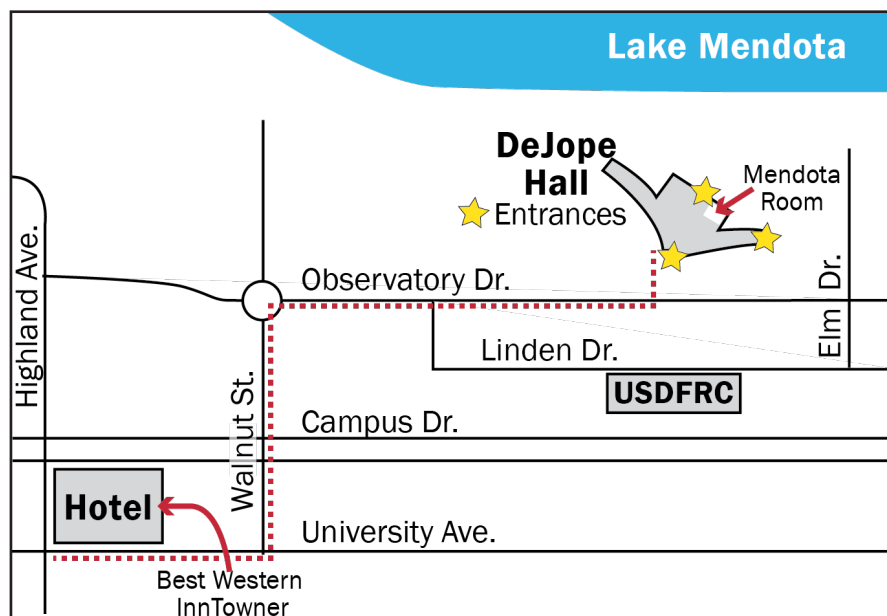 Lake Mendota
DeJope
Hall
Entrances
Mendota
Room
Highland Ave.
Observatory Dr.
Elm Dr.
Linden Dr.
USDFRC
Walnut St.
Campus Dr.
Hotel
University Ave.
Best Western
InnTowner